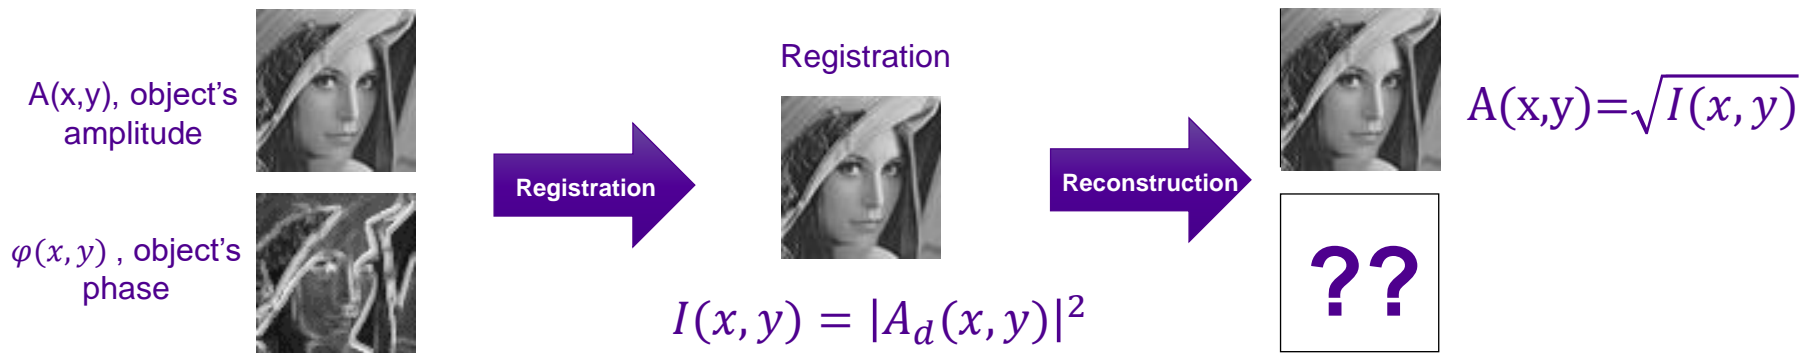 A(x,y), object's
amplitude
φ(x, y) , object's
phase
Registration
Registration
I(x, y) = |A_d(x, y)|²
Reconstruction
A(x,y)=√I(x, y)
??